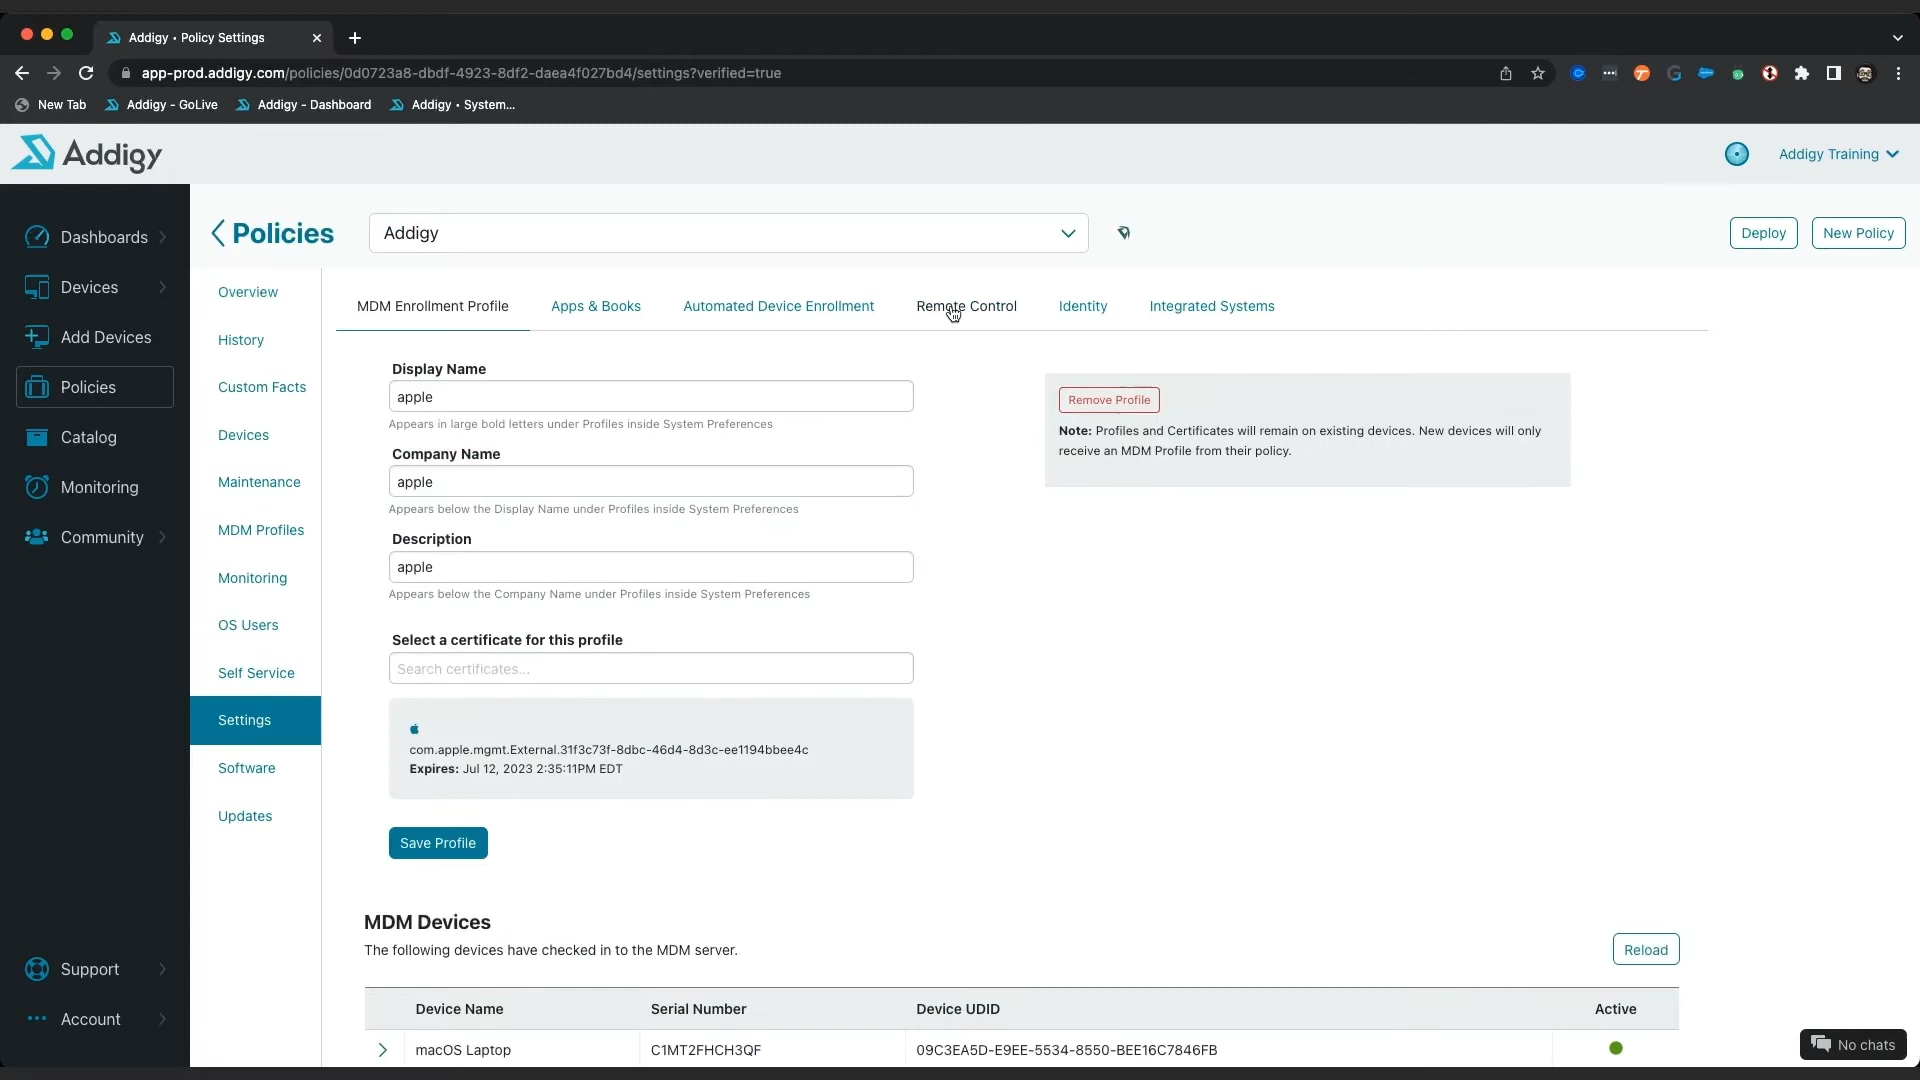 Addigy • Policy Settings
app-prod.addigy.com/policies/0d0723a8-dbdf-4923-8df2-daea4f027bd4/settings?verified=true
New Tab
Addigy - GoLive
Addigy - Dashboard
Addigy • System...
Addigy
Addigy Training
Dashboards
Devices
Add Devices
Policies
Catalog
Monitoring
Community
Support
Account
Policies
Addigy
Deploy
New Policy
Overview
History
Custom Facts
Devices
Maintenance
MDM Profiles
Monitoring
OS Users
Self Service
Settings
Software
Updates
MDM Enrollment Profile
Apps & Books
Automated Device Enrollment
Remote Control
Identity
Integrated Systems
Display Name
apple
Appears in large bold letters under Profiles inside System Preferences
Company Name
apple
Appears below the Display Name under Profiles inside System Preferences
Description
apple
Appears below the Company Name under Profiles inside System Preferences
Select a certificate for this profile
Search certificates...
com.apple.mgmt.External.31f3c73f-8dbc-46d4-8d3c-ee1194bbee4c
Expires: Jul 12, 2023 2:35:11PM EDT
Save Profile
Remove Profile
Note: Profiles and Certificates will remain on existing devices. New devices will only
receive an MDM Profile from their policy.
MDM Devices
The following devices have checked in to the MDM server.
Reload
Device Name
Serial Number
Device UDID
Active
macOS Laptop
C1MT2FHCH3QF
09C3EA5D-E9EE-5534-8550-BEE16C7846FB
No chats